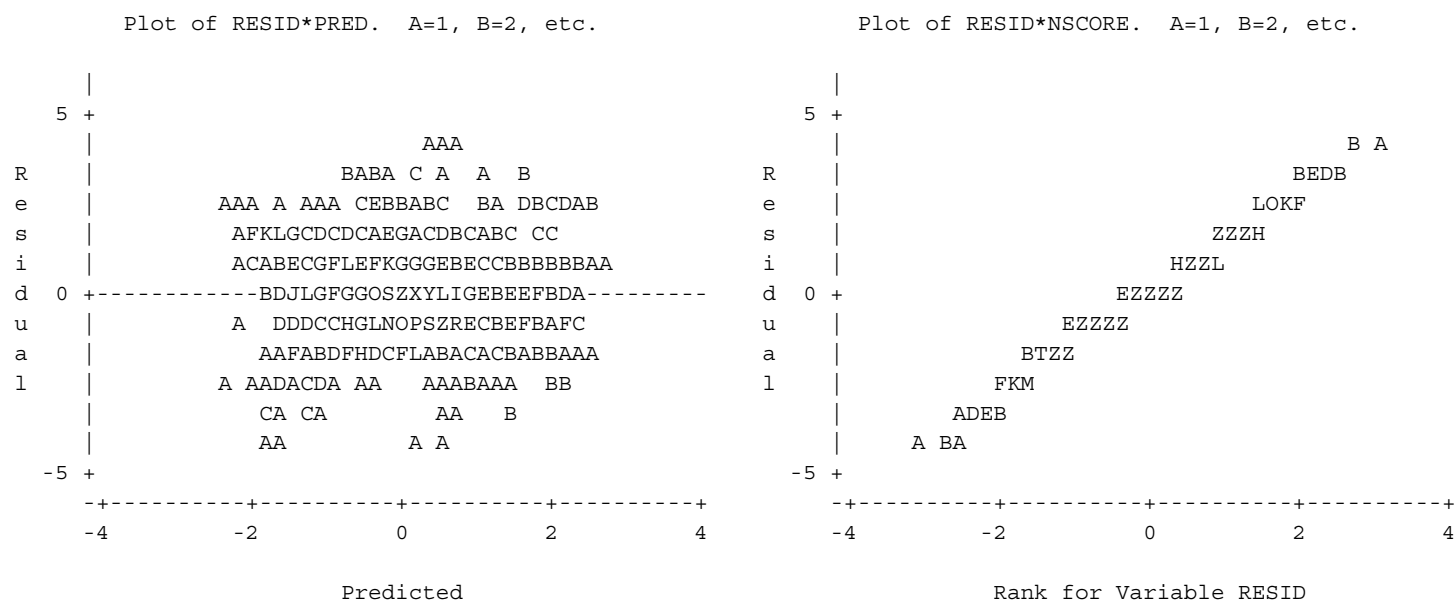 Plot of RESID*PRED.  A=1, B=2, etc.          Plot of RESID*NSCORE.  A=1, B=2, etc.
      |                                                 |
    5 +                                               5 +
      |                      AAA                        |                                  B A
R     |                BABA C A  A  B             R     |                              BEDB
e     |        AAA A AAA CEBBABC  BA DBCDAB       e     |                           LOKF
s     |         AFKLGCDCDCAEGACDBCABC CC          s     |                        ZZZH
i     |         ACABECGFLEFKGGGEBECCBBBBBBAA      i     |                     HZZL
d   0 +-----------BDJLGFGGOSZXYLIGEBEEFBDA--------  d   0 +                 EZZZZ
u     |         A  DDDCCHGLNOPSZRECBEFBAFC        u     |             EZZZZ
a     |           AAFABDFHDCFLABACACBABBAAA       a     |          BTZZ
l     |        A AADACDA AA   AAABAAA  BB         l     |        FKM
      |           CA CA        AA   B                   |     ADEB
      |           AA         A A                        |  A BA
   -5 +                                              -5 +
      -+---------+---------+---------+---------+        -+---------+---------+---------+---------+
      -4        -2         0         2         4        -4        -2         0         2         4
                       Predicted                                   Rank for Variable RESID